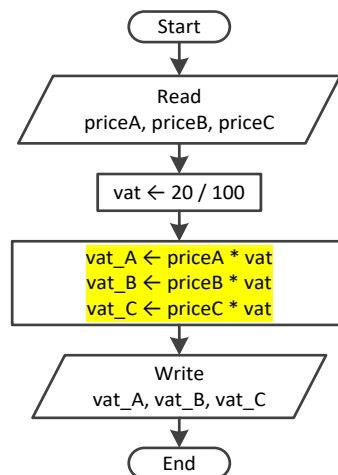 Start
Read
priceA, priceB, priceC
vat ← 20 / 100
vat_A ← priceA * vat
vat_B ← priceB * vat
vat_C ← priceC * vat
Write
vat_A, vat_B, vat_C
End